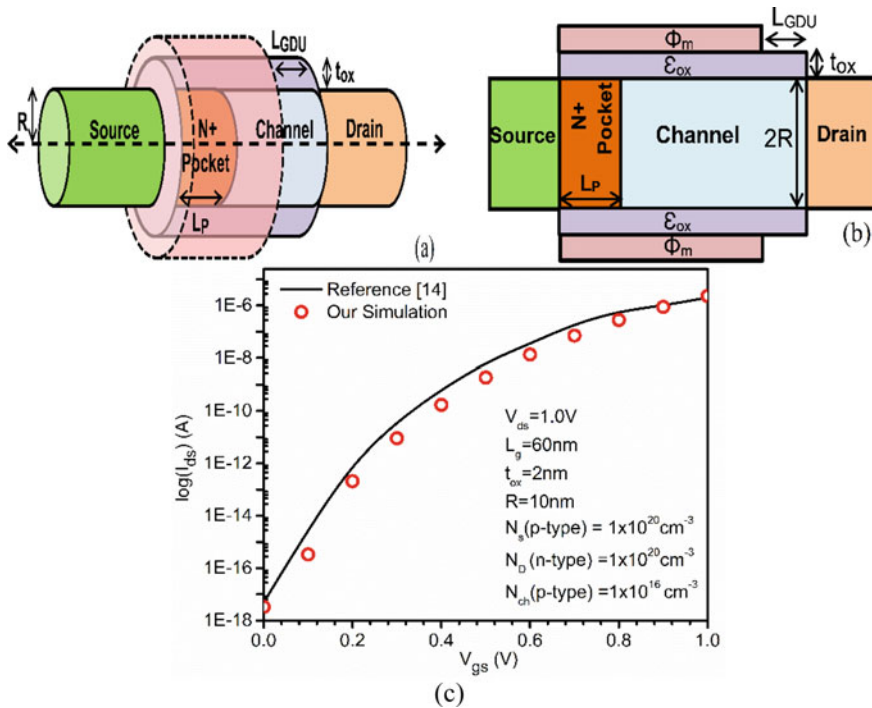 L_GDU
t_ox
R
Source
N+
Pocket
Channel
Drain
L_P
(a)
Φ_m
L_GDU
Ɛ_ox
t_ox
Source
N+
Pocket
Channel
2R
Drain
L_P
Ɛ_ox
Φ_m
(b)
Reference [14]
Our Simulation
log(I_ds) (A)
1E-6
1E-8
1E-10
1E-12
1E-14
1E-16
1E-18
V_ds=1.0V
L_g=60nm
t_ox=2nm
R=10nm
N_s(p-type) = 1x10^20cm^-3
N_D (n-type) =1x10^20cm^-3
N_ch(p-type) =1x10^16 cm^-3
0.0 0.2 0.4 0.6 0.8 1.0
V_gs (V)
(c)